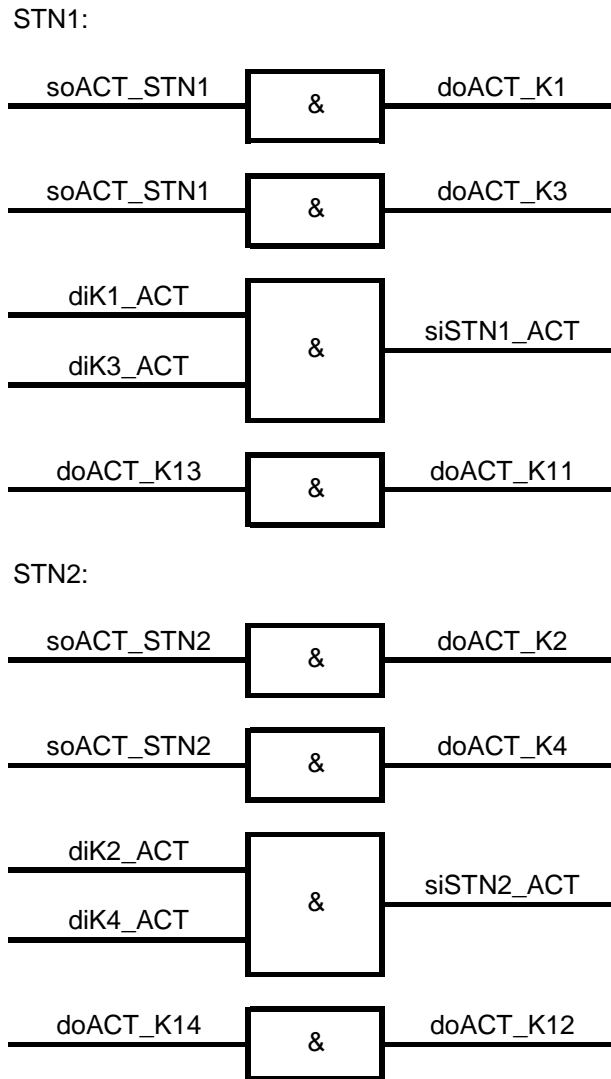 STN1:
soACT_STN1 & doACT_K1
soACT_STN1 & doACT_K3
diK1_ACT
& siSTN1_ACT
diK3_ACT
doACT_K13 & doACT_K11
STN2:
soACT_STN2 & doACT_K2
soACT_STN2 & doACT_K4
diK2_ACT
& siSTN2_ACT
diK4_ACT
doACT_K14 & doACT_K12